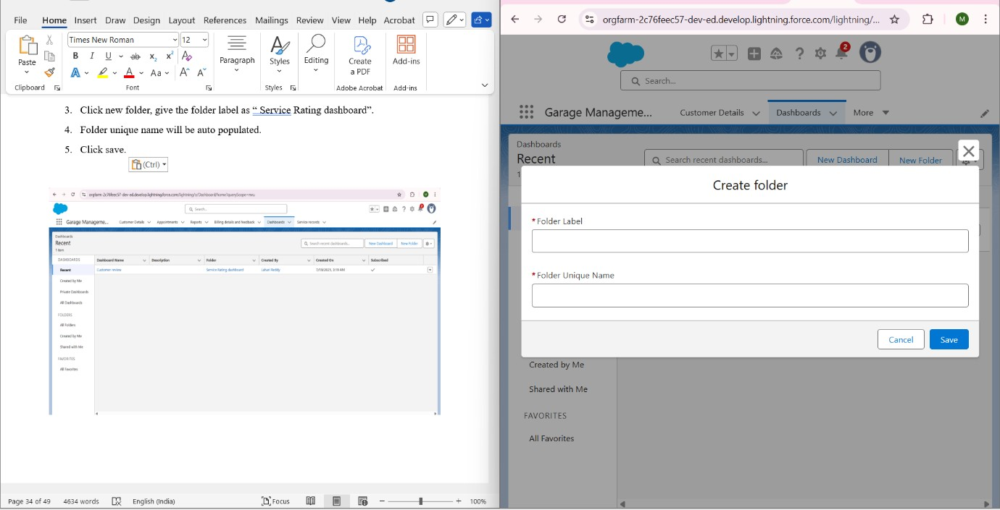 File Home Insert Draw Design Layout References Mailings Review View Help Acrobat
Times New Roman 12
Paste
Paragraph
Styles
Editing
Create
a PDF
Add-ins
Clipboard
Font
Styles
Adobe Acrobat
Add-ins
3. Click new folder, give the folder label as “ Service Rating dashboard”.
4. Folder unique name will be auto populated.
5. Click save.
(Ctrl)
orgfarm-2c76feec57-dev-ed.develop.lightning.force.com/lightning/o/Dashboard/home?queryScope=mru
Search...
Garage Manageme... Customer Details Appointments Reports Billing details and feedback Dashboards Service records
Dashboards
Recent
1 item
Search recent dashboards...
New Dashboard New Folder
DASHBOARDS
Dashboard Name Description Folder Created By Created On Subscribed
Recent
Customer review Service Rating dashboard
Created by Me
Private Dashboards
All Dashboards
FOLDERS
All Folders
Created by Me
Shared with Me
FAVORITES
All Favorites
Page 34 of 49 4634 words English (India) Focus 100%
orgfarm-2c76feec57-dev-ed.develop.lightning.force.com/lightning/...
M
2
Search...
Garage Manageme... Customer Details Dashboards More
Dashboards
Recent
1
Search recent dashboards...
New Dashboard New Folder
Create folder
* Folder Label
* Folder Unique Name
Cancel Save
Created by Me
Shared with Me
FAVORITES
All Favorites